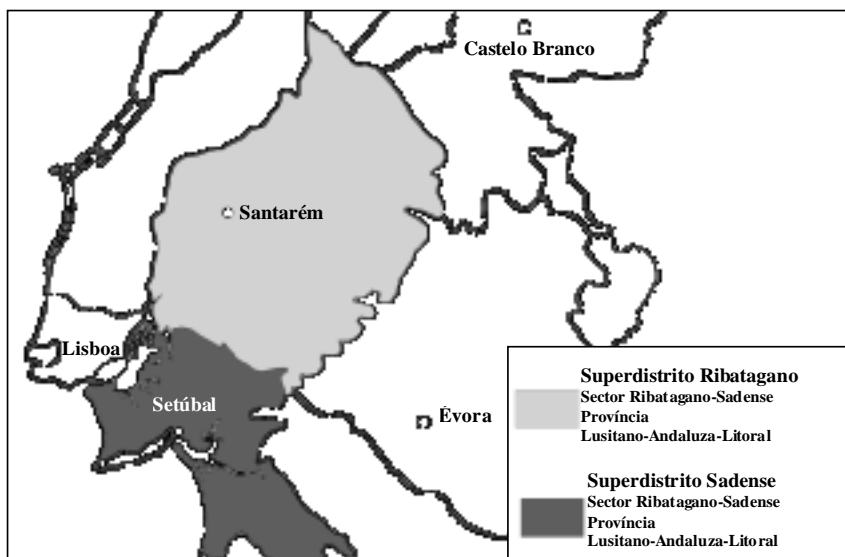 Castelo Branco
Santarém
Lisboa
Setúbal
Évora
Superdistrito Ribatagano
Sector Ribatagano-Sadense
Província
Lusitano-Andaluza-Litoral
Superdistrito Sadense
Sector Ribatagano-Sadense
Província
Lusitano-Andaluza-Litoral